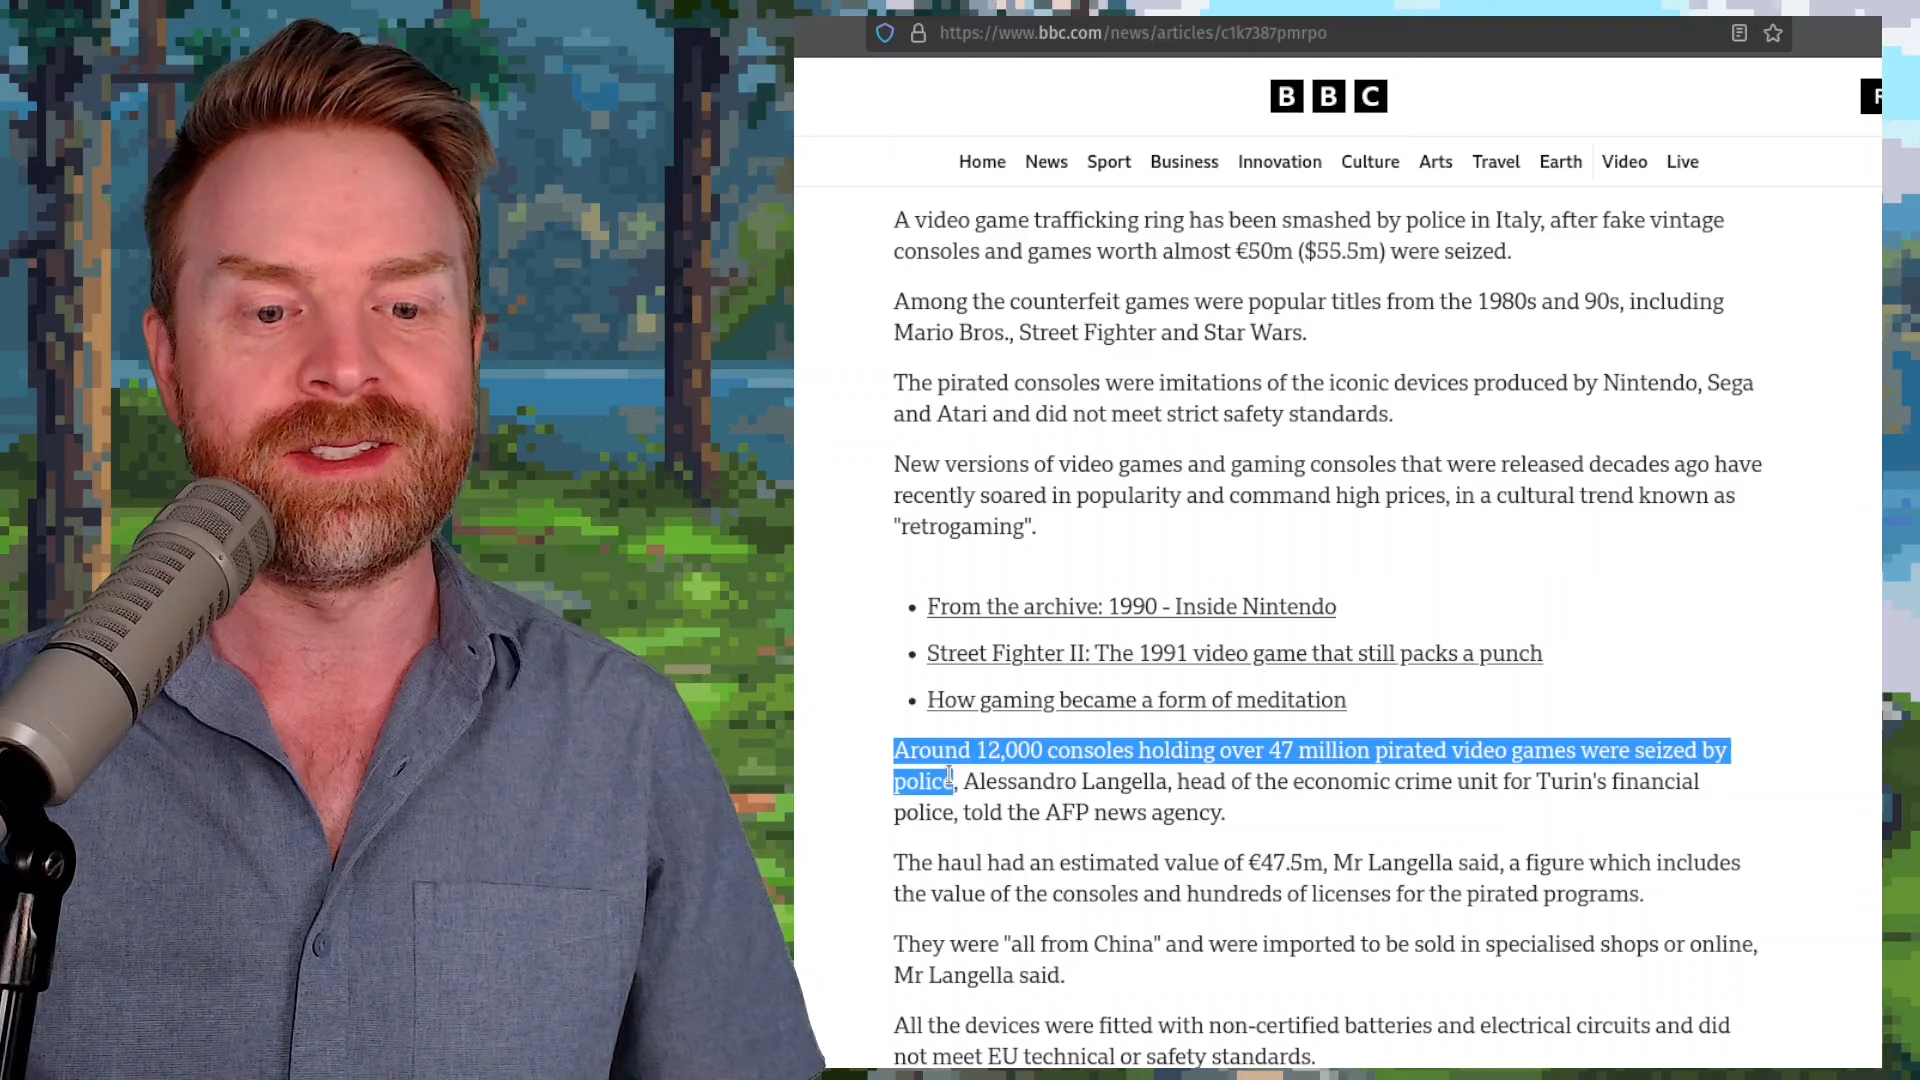 https://www.bbc.com/news/articles/c1k7387pmrpo
BBC
F
Home News Sport Business Innovation Culture Arts Travel Earth Video Live
A video game trafficking ring has been smashed by police in Italy, after fake vintage
consoles and games worth almost €50m ($55.5m) were seized.
Among the counterfeit games were popular titles from the 1980s and 90s, including
Mario Bros., Street Fighter and Star Wars.
The pirated consoles were imitations of the iconic devices produced by Nintendo, Sega
and Atari and did not meet strict safety standards.
New versions of video games and gaming consoles that were released decades ago have
recently soared in popularity and command high prices, in a cultural trend known as
"retrogaming".
• From the archive: 1990 - Inside Nintendo
• Street Fighter II: The 1991 video game that still packs a punch
• How gaming became a form of meditation
Around 12,000 consoles holding over 47 million pirated video games were seized by
police, Alessandro Langella, head of the economic crime unit for Turin's financial
police, told the AFP news agency.
The haul had an estimated value of €47.5m, Mr Langella said, a figure which includes
the value of the consoles and hundreds of licenses for the pirated programs.
They were "all from China" and were imported to be sold in specialised shops or online,
Mr Langella said.
All the devices were fitted with non-certified batteries and electrical circuits and did
not meet EU technical or safety standards.